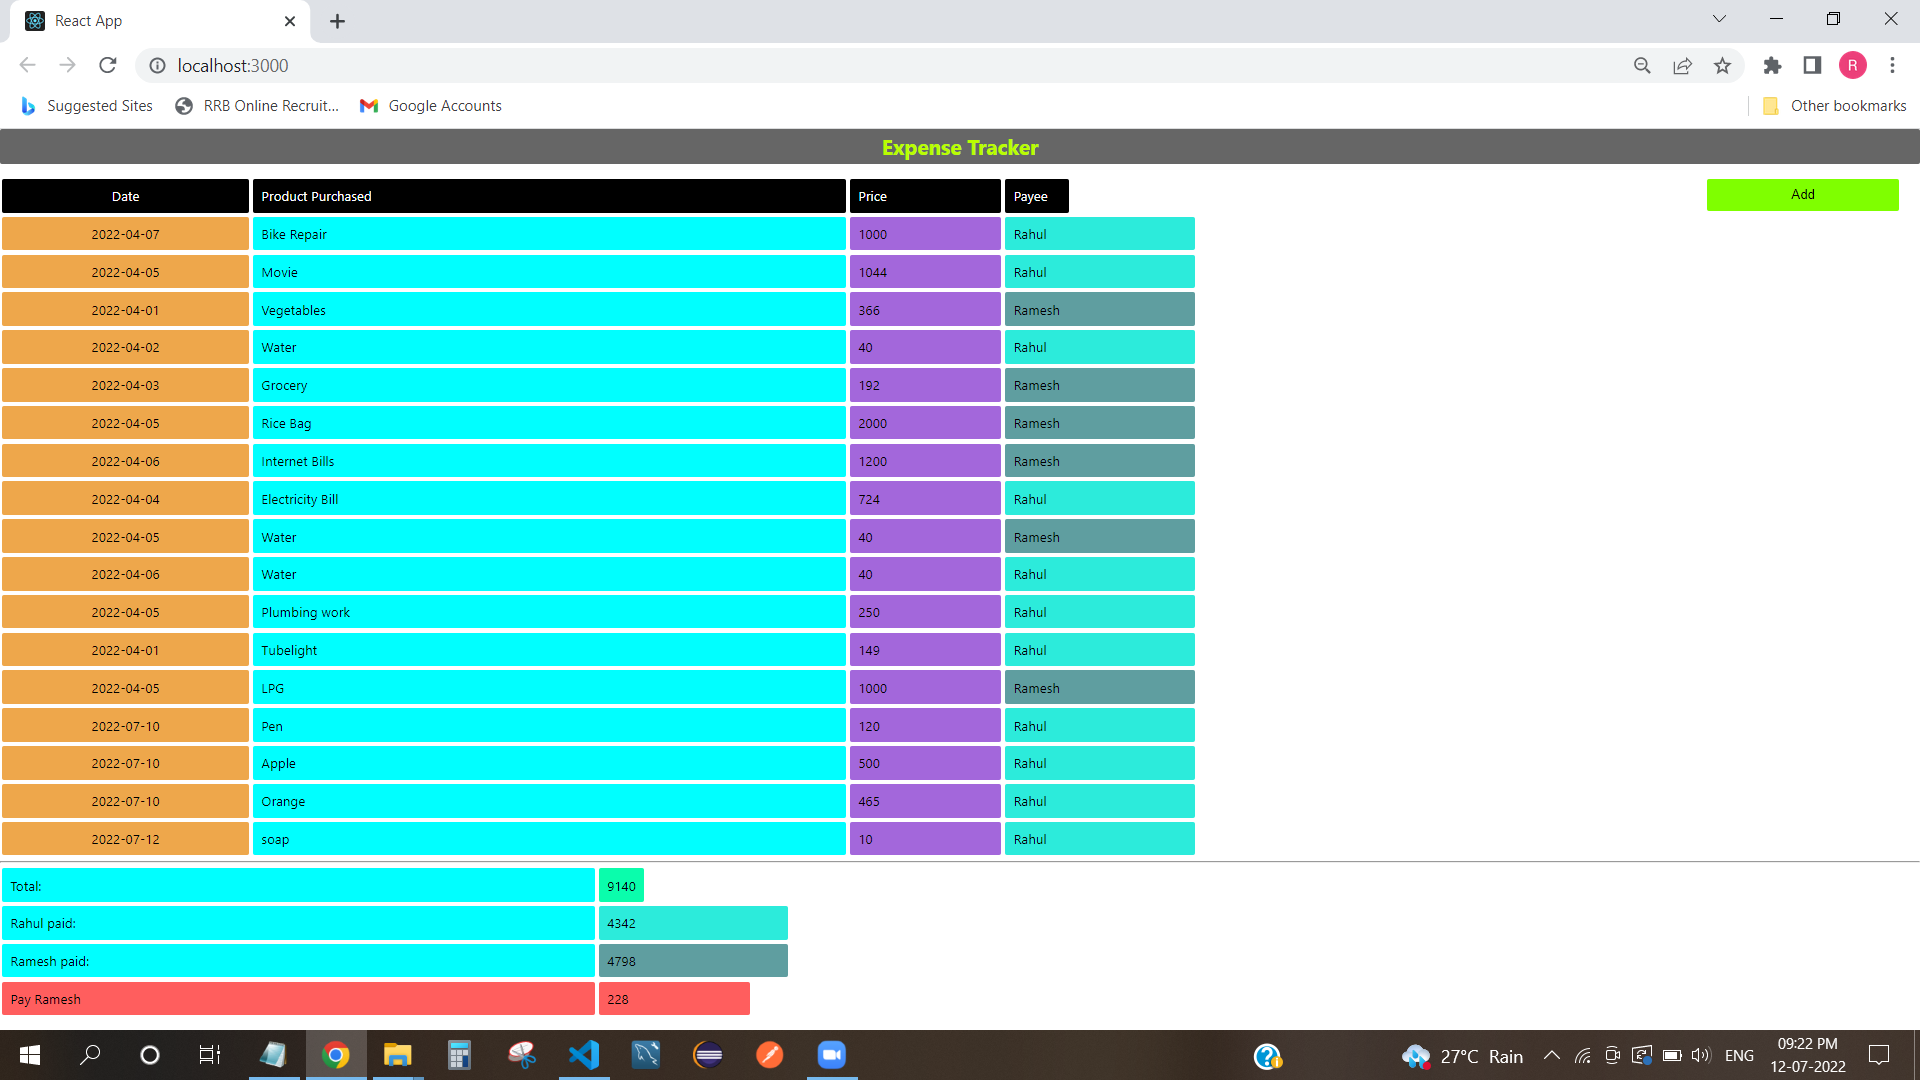 React App
localhost:3000
R
Suggested Sites RRB Online Recruit... Google Accounts Other bookmarks
Expense Tracker
Date Product Purchased Price Payee Add
2022-04-07 Bike Repair 1000 Rahul
2022-04-05 Movie 1044 Rahul
2022-04-01 Vegetables 366 Ramesh
2022-04-02 Water 40 Rahul
2022-04-03 Grocery 192 Ramesh
2022-04-05 Rice Bag 2000 Ramesh
2022-04-06 Internet Bills 1200 Ramesh
2022-04-04 Electricity Bill 724 Rahul
2022-04-05 Water 40 Ramesh
2022-04-06 Water 40 Rahul
2022-04-05 Plumbing work 250 Rahul
2022-04-01 Tubelight 149 Rahul
2022-04-05 LPG 1000 Ramesh
2022-07-10 Pen 120 Rahul
2022-07-10 Apple 500 Rahul
2022-07-10 Orange 465 Rahul
2022-07-12 soap 10 Rahul
Total: 9140
Rahul paid: 4342
Ramesh paid: 4798
Pay Ramesh 228
27°C Rain ENG 09:22 PM
12-07-2022